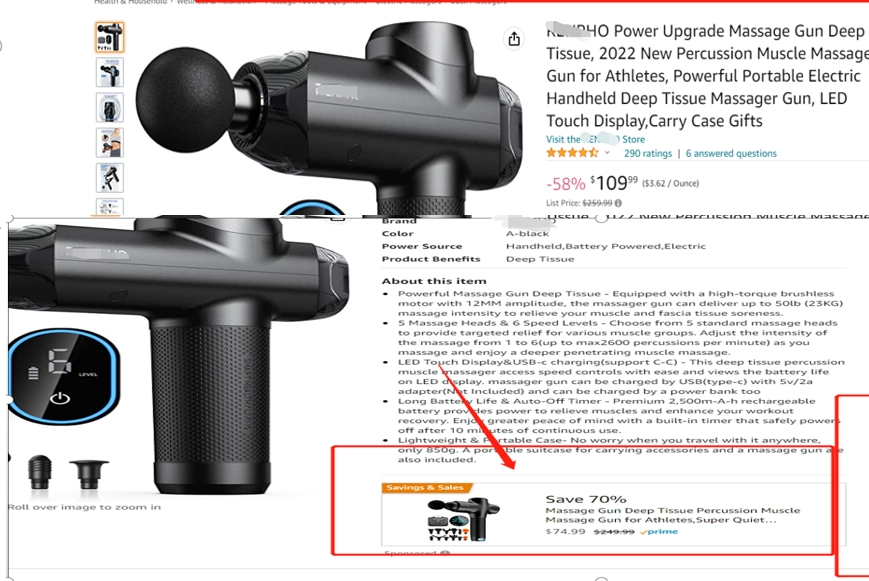 Power Upgrade Massage Gun Deep
Tissue, 2022 New Percussion Muscle Massage
Gun for Athletes, Powerful Portable Electric
Handheld Deep Tissue Massager Gun, LED
Touch Display,Carry Case Gifts
Visit the Store
290 ratings | 6 answered questions
-58% $109⁹⁹ ($3.62 / Ounce)
List Price: $259.99
Brand
Color A-black
Power Source Handheld,Battery Powered,Electric
Product Benefits Deep Tissue
About this item
• Powerful Massage Gun Deep Tissue - Equipped with a high-torque brushless
motor with 12MM amplitude, the massager gun can deliver up to 50lb (23KG)
massage intensity to relieve your muscle and fascia tissue soreness.
• 5 Massage Heads & 6 Speed Levels - Choose from 5 standard massage heads
to provide targeted relief for various muscle groups. Adjust the intensity of
the massage from 1 to 6(up to max2600 percussions per minute) as you
massage and enjoy a deeper penetrating muscle massage.
• LED Touch Display&USB-c charging(support C-C) - This deep tissue percussion
muscle massager access speed controls with ease and views the battery life
on LED display. massager gun can be charged by USB(type-c) with 5v/2a
adapter(Not Included) and can be charged by a power bank too
• Long Battery Life & Auto-Off Timer - Premium 2,500m-A-h rechargeable
battery provides power to relieve muscles and enhance your workout
recovery. Enjoy greater peace of mind with a built-in timer that safely powers
off after 10 minutes of continuous use.
• Lightweight & Portable Case- No worry when you travel with it anywhere,
only 850g. A portable suitcase for carrying accessories and a massage gun are
also included.
6
LEVEL
Roll over image to zoom in
Savings & Sales
Save 70%
Massage Gun Deep Tissue Percussion Muscle
Massage Gun for Athletes,Super Quiet...
$74.99 $249.99 prime
Sponsored